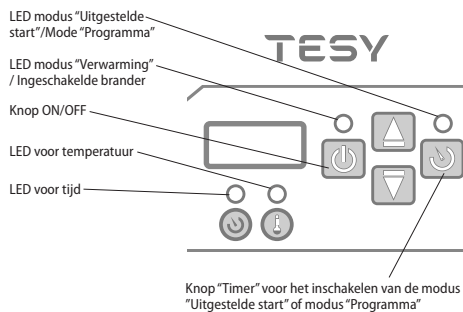 LED modus “Uitgestelde
start”/Mode “Programma”
TESY
LED modus “Verwarming”
/ Ingeschakelde brander
Knop ON/OFF
LED voor temperatuur
LED voor tijd
Knop “Timer” voor het inschakelen van de modus
”Uitgestelde start” of modus “Programma”